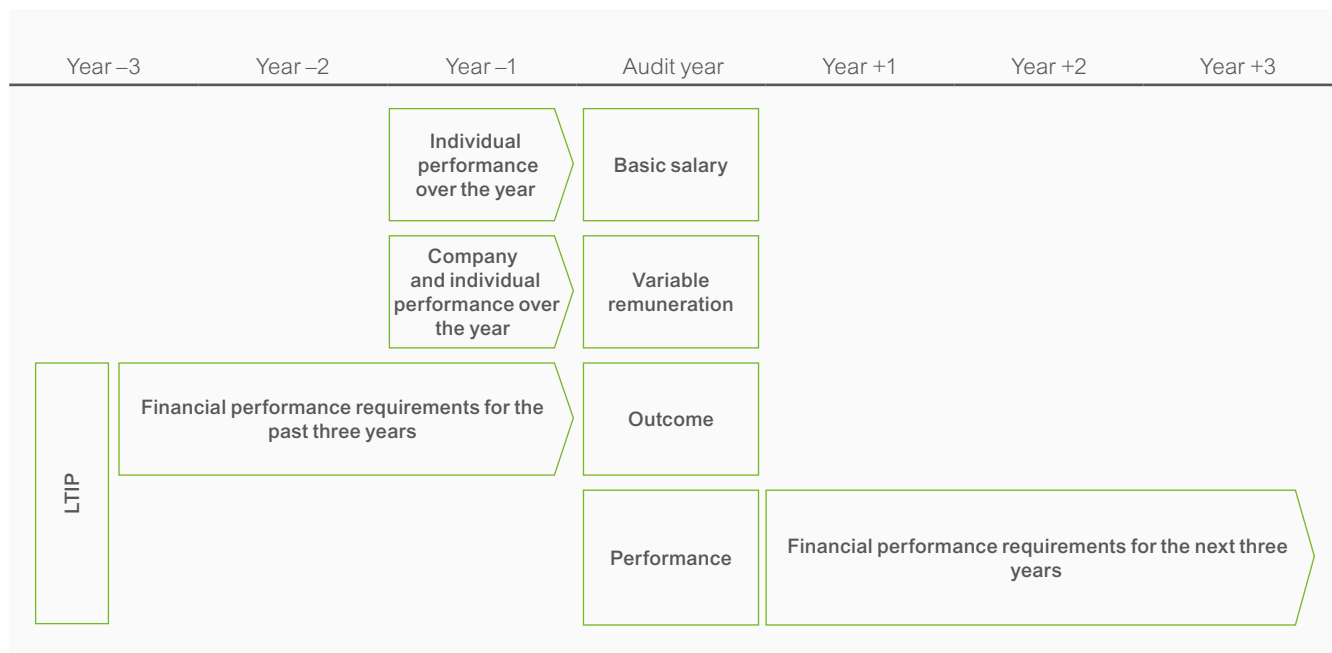 Year –3 Year –2 Year –1 Audit year Year +1 Year +2 Year +3
Individual
performance
over the year
Basic salary
Company
and individual
performance over
the year
Variable
remuneration
LTIP
Financial performance requirements for the
past three years
Outcome
Performance
Financial performance requirements for the next three
years